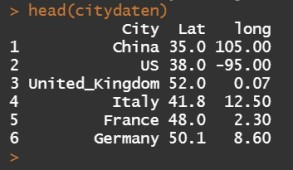 > head(citydaten)
City Lat long
1 China 35.0 105.00
2 US 38.0 -95.00
3 United_Kingdom 52.0 0.07
4 Italy 41.8 12.50
5 France 48.0 2.30
6 Germany 50.1 8.60
>